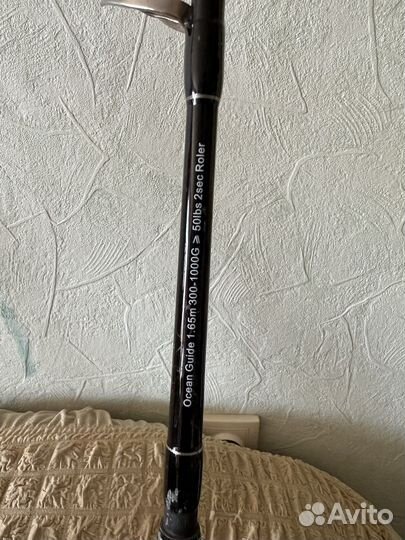 Ocean Guide 1.65m 300-1000G ⩾ 50lbs 2sec Roler
Avito